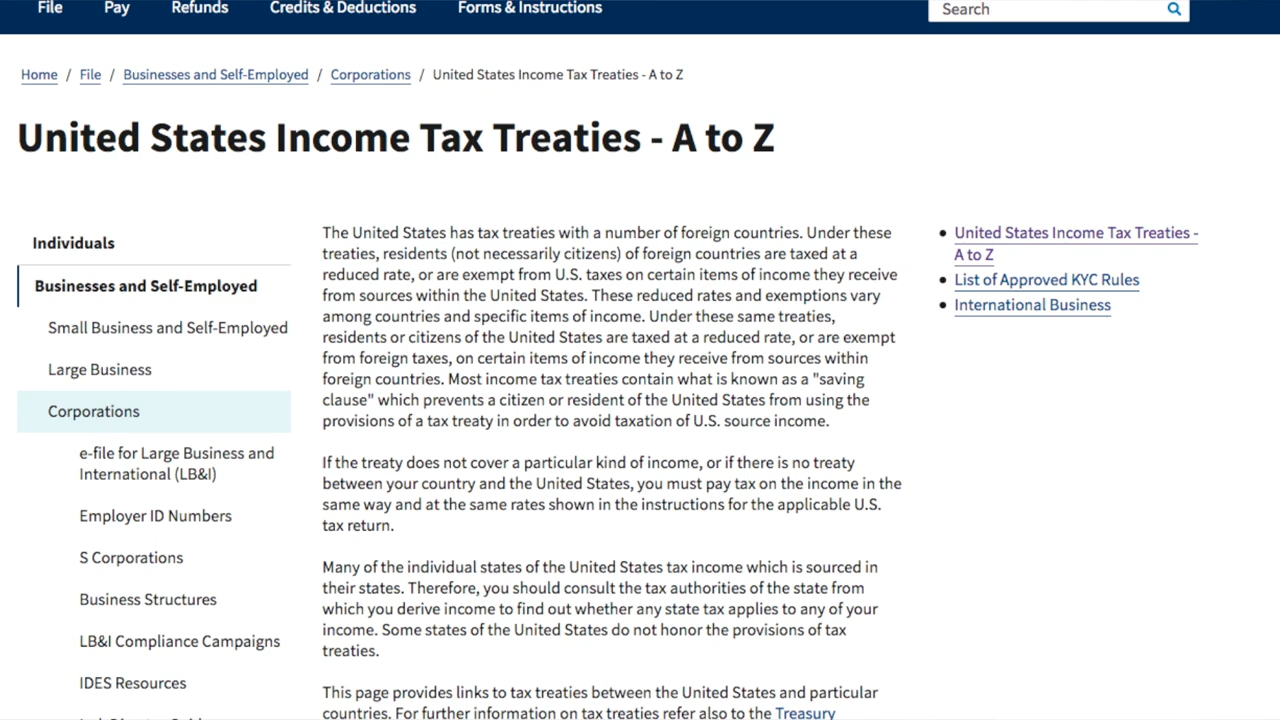 File Pay Refunds Credits & Deductions Forms & Instructions Search
Home / File / Businesses and Self-Employed / Corporations / United States Income Tax Treaties - A to Z
United States Income Tax Treaties - A to Z
Individuals
Businesses and Self-Employed
Small Business and Self-Employed
Large Business
Corporations
e-file for Large Business and
International (LB&I)
Employer ID Numbers
S Corporations
Business Structures
LB&I Compliance Campaigns
IDES Resources
The United States has tax treaties with a number of foreign countries. Under these
treaties, residents (not necessarily citizens) of foreign countries are taxed at a
reduced rate, or are exempt from U.S. taxes on certain items of income they receive
from sources within the United States. These reduced rates and exemptions vary
among countries and specific items of income. Under these same treaties,
residents or citizens of the United States are taxed at a reduced rate, or are exempt
from foreign taxes, on certain items of income they receive from sources within
foreign countries. Most income tax treaties contain what is known as a "saving
clause" which prevents a citizen or resident of the United States from using the
provisions of a tax treaty in order to avoid taxation of U.S. source income.
If the treaty does not cover a particular kind of income, or if there is no treaty
between your country and the United States, you must pay tax on the income in the
same way and at the same rates shown in the instructions for the applicable U.S.
tax return.
Many of the individual states of the United States tax income which is sourced in
their states. Therefore, you should consult the tax authorities of the state from
which you derive income to find out whether any state tax applies to any of your
income. Some states of the United States do not honor the provisions of tax
treaties.
This page provides links to tax treaties between the United States and particular
countries. For further information on tax treaties refer also to the Treasury
United States Income Tax Treaties -
A to Z
List of Approved KYC Rules
International Business